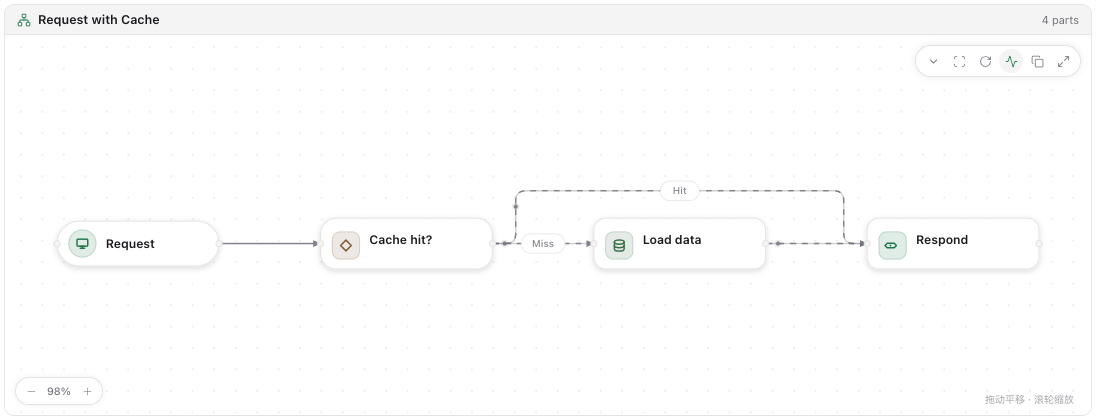 Request with Cache
4 parts
Hit
Request
Cache hit?
Miss
Load data
Respond
98%
拖动平移 · 滚轮缩放